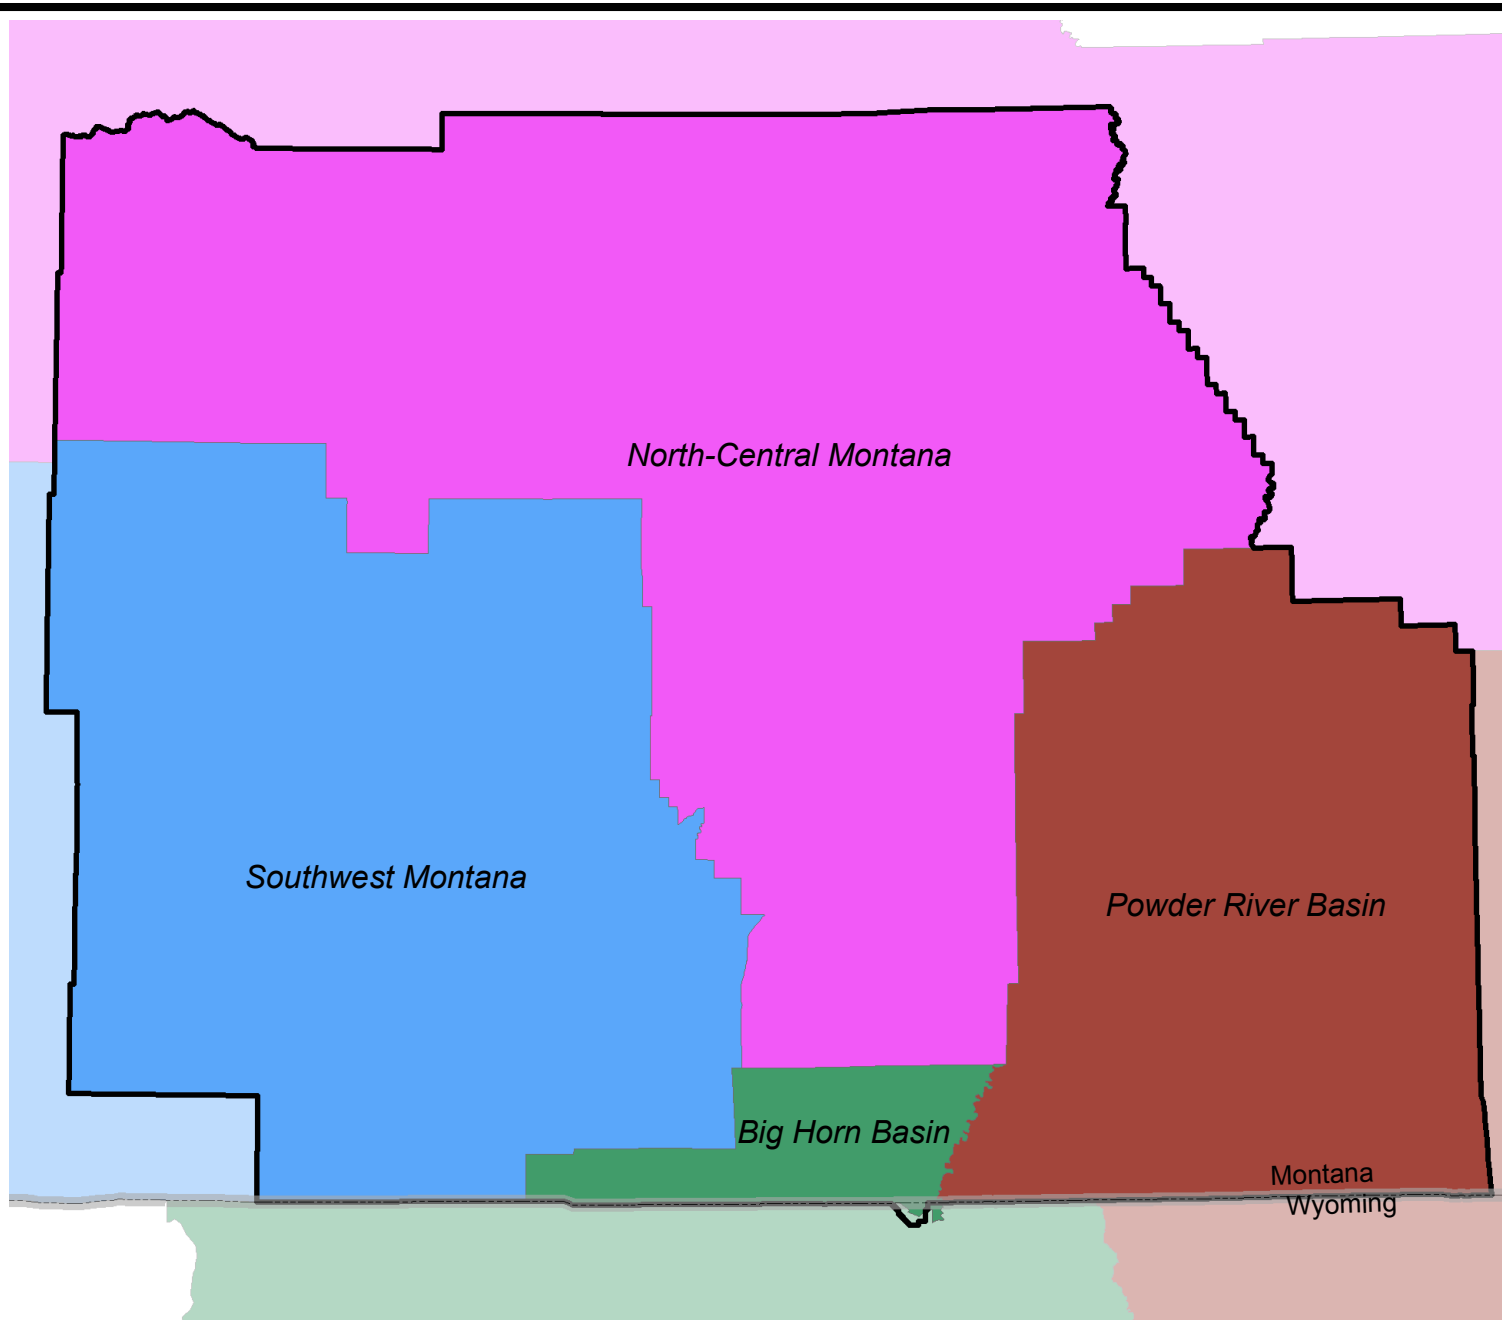 North-Central Montana
Southwest Montana
Powder River Basin
Big Horn Basin
Montana
Wyoming